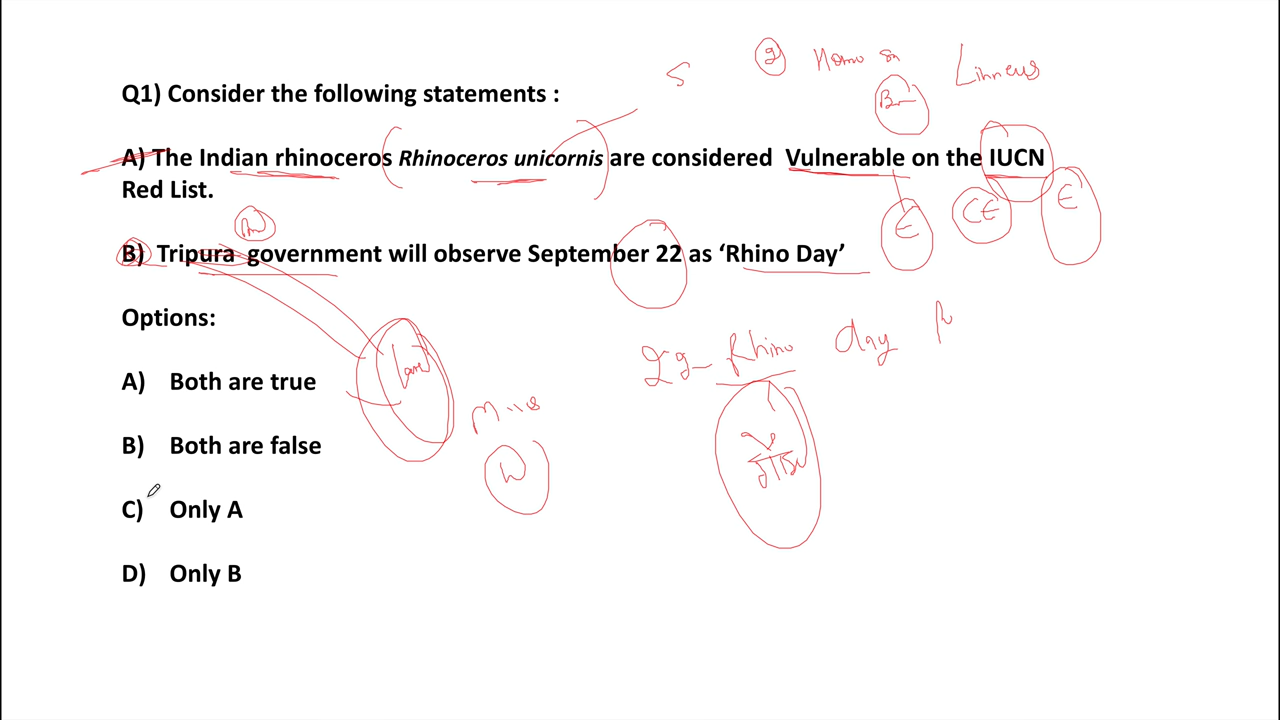 Homo Linneus
Q1) Consider the following statements :
A) The Indian rhinoceros Rhinoceros unicornis are considered Vulnerable on the IUCN
Red List.
E CE E
B) Tripura government will observe September 22 as ‘Rhino Day’
Options:
Rhino day
A) Both are true
B) Both are false
C) Only A
D) Only B